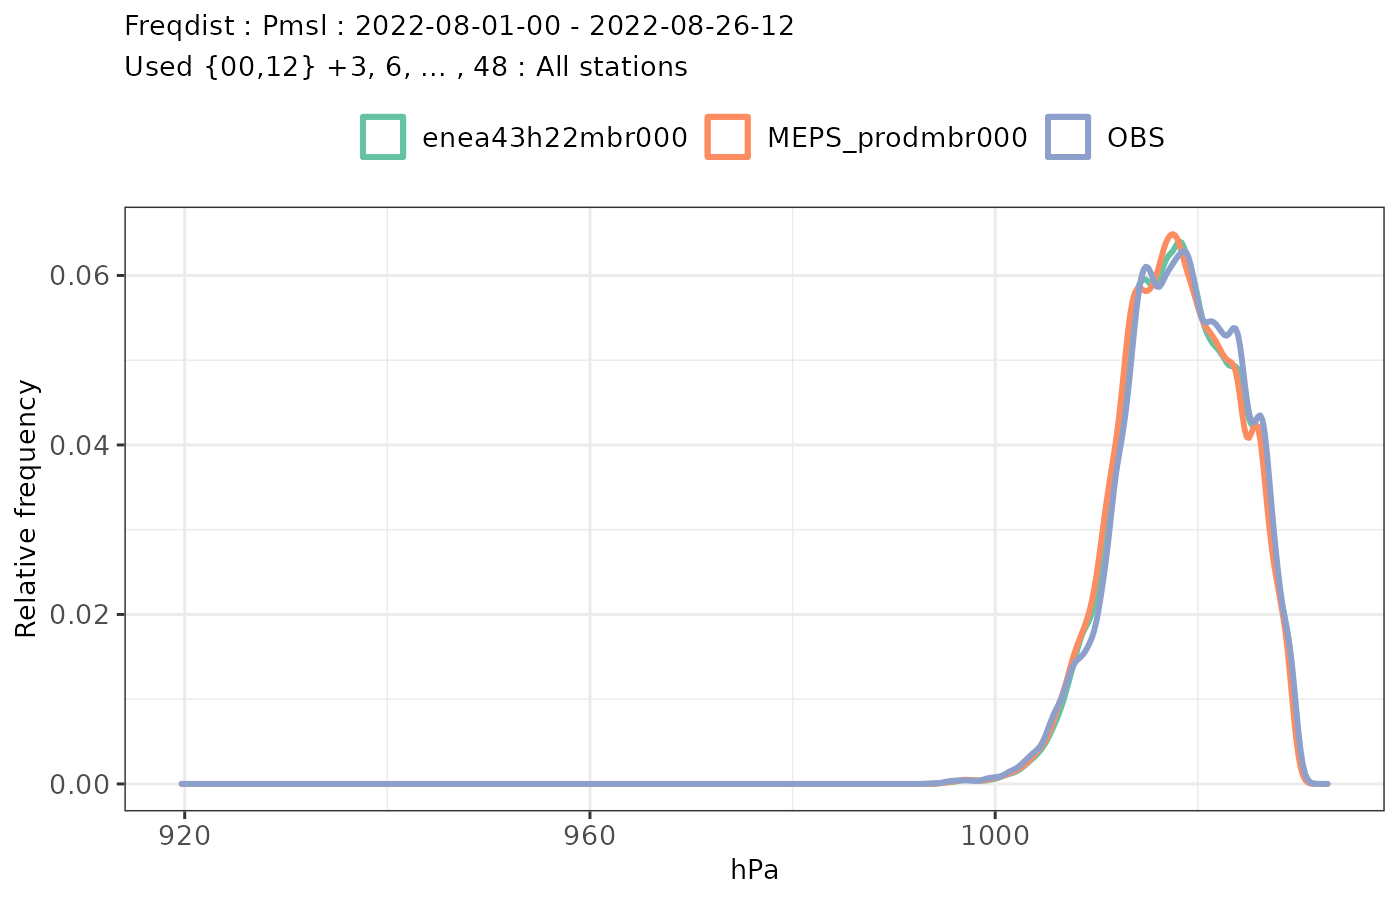 Freqdist : Pmsl : 2022-08-01-00 - 2022-08-26-12
Used {00,12} +3, 6, ... , 48 : All stations
enea43h22mbr000 MEPS_prodmbr000 OBS
0.06
0.04
0.02
0.00
Relative frequency
920 960 1000
hPa